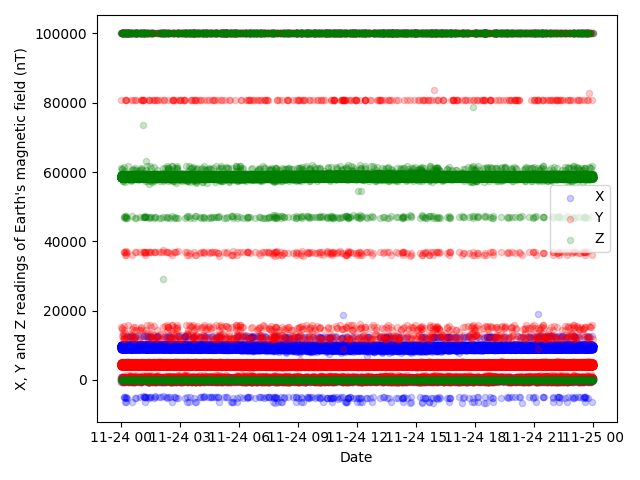 X, Y and Z readings of Earth's magnetic field (nT)
100000
80000
60000
40000
20000
0
X
Y
Z
11-24 00 11-24 03 11-24 06 11-24 09 11-24 12 11-24 15 11-24 18 11-24 21 11-25 00
Date